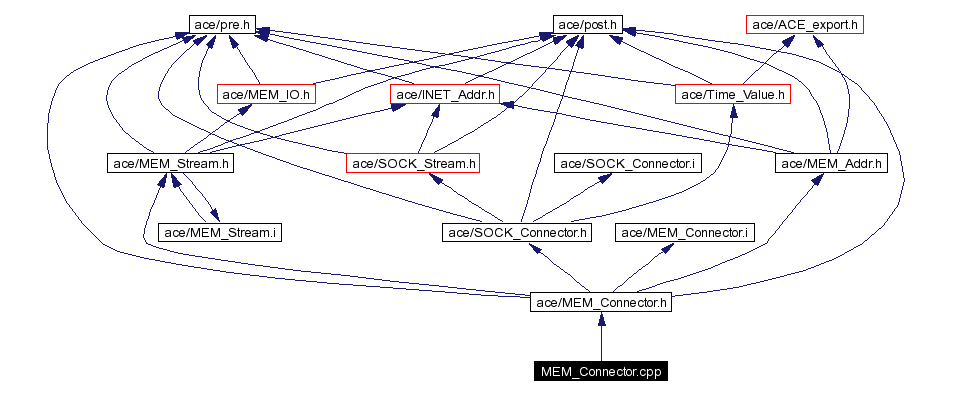 ace/pre.h
ace/post.h
ace/ACE_export.h
ace/MEM_IO.h
ace/INET_Addr.h
ace/Time_Value.h
ace/MEM_Stream.h
ace/SOCK_Stream.h
ace/SOCK_Connector.i
ace/MEM_Addr.h
ace/MEM_Stream.i
ace/SOCK_Connector.h
ace/MEM_Connector.i
ace/MEM_Connector.h
MEM_Connector.cpp